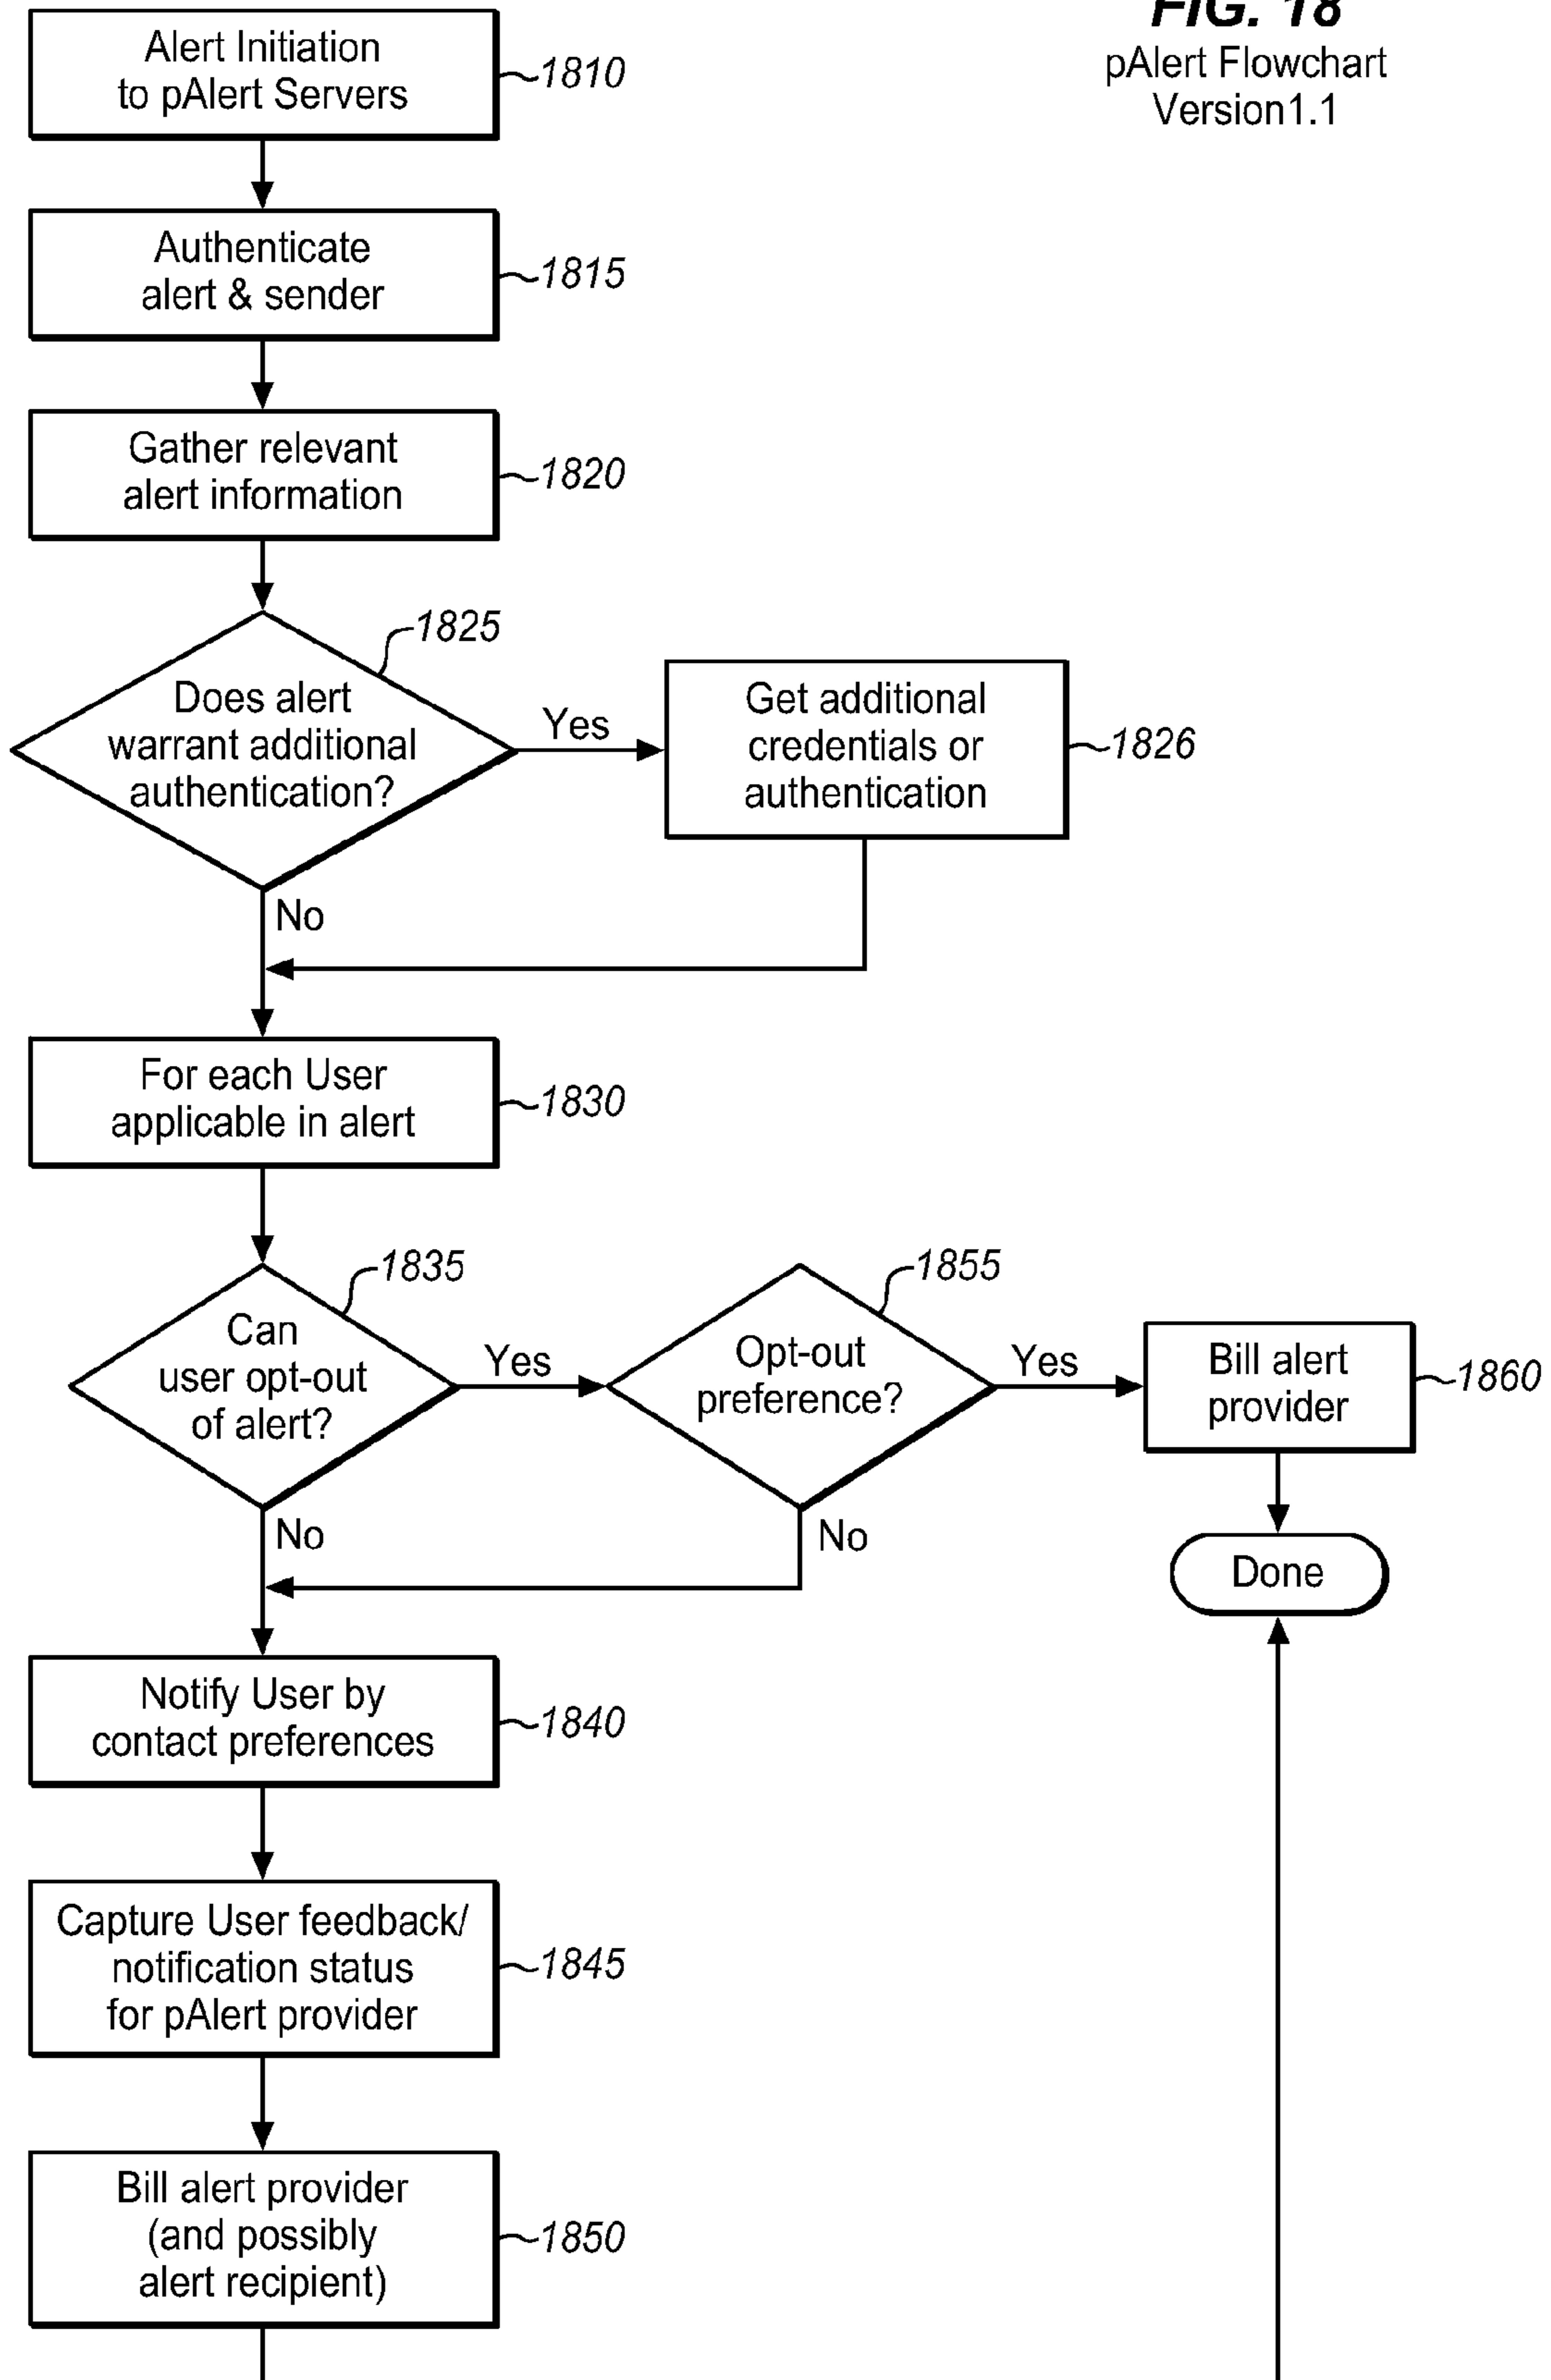 FIG. 18
pAlert Flowchart
Version1.1
Alert Initiation
to pAlert Servers
1810
Authenticate
alert & sender
1815
Gather relevant
alert information
1820
1825
Does alert
warrant additional
authentication?
Yes
Get additional
credentials or
authentication
1826
No
For each User
applicable in alert
1830
1835
Can
user opt-out
of alert?
Yes
1855
Opt-out
preference?
Yes
Bill alert
provider
1860
No
No
Done
Notify User by
contact preferences
1840
Capture User feedback/
notification status
for pAlert provider
1845
Bill alert provider
(and possibly
alert recipient)
1850